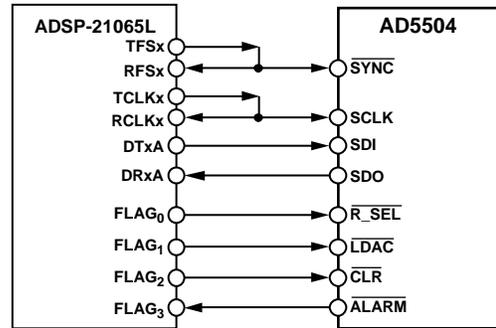 ADSP-21065L
AD5504
TFSx
RFSx
SYNC
TCLKx
RCLKx
SCLK
DTxA
SDI
DRxA
SDO
FLAG0
R_SEL
FLAG1
LDAC
FLAG2
CLR
FLAG3
ALARM